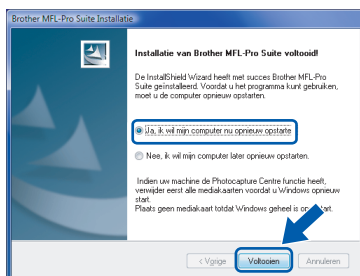 Brother MFL-Pro Suite Installatie
Installatie van Brother MFL-Pro Suite voltooid!
De InstallShield Wizard heeft met succes Brother MFL-Pro
Suite geïnstalleerd. Voordat u het programma kunt gebruiken,
moet u de computer opnieuw opstarten.
Ja, ik wil mijn computer nu opnieuw opstarte
Nee, ik wil mijn computer later opnieuw opstarten.
Indien uw machine de Photocapture Centre functie heeft,
verwijder eerst alle mediakaarten voordat u Windows opnieuw
start.
Plaats geen mediakaart totdat Windows geheel is
< Vorige
Voltooien
Annuleren